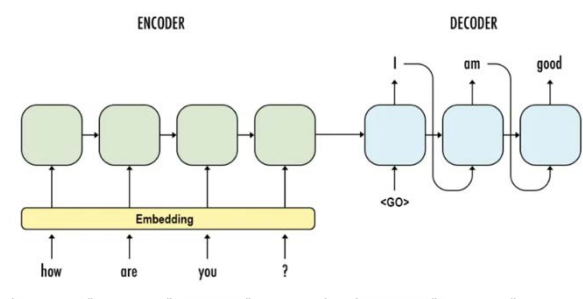 ENCODER DECODER
I am good
<GO>
Embedding
how are you ?